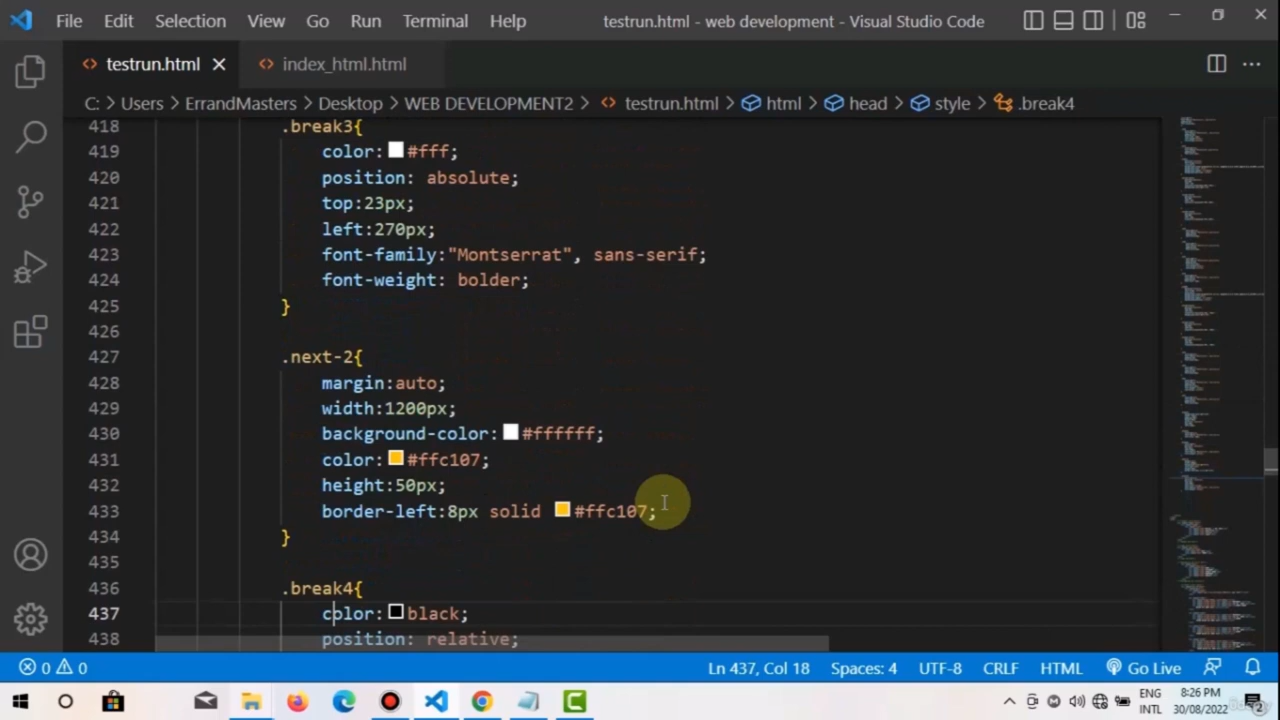 File Edit Selection View Go Run Terminal Help testrun.html - web development - Visual Studio Code
testrun.html index_html.html
C: > Users > ErrandMasters > Desktop > WEB DEVELOPMENT2 > testrun.html > html > head > style > .break4
418 .break3{
419 color: #fff;
420 position: absolute;
421 top:23px;
422 left:270px;
423 font-family:"Montserrat", sans-serif;
424 font-weight: bolder;
425 }
426
427 .next-2{
428 margin:auto;
429 width:1200px;
430 background-color: #ffffff;
431 color: #ffc107;
432 height:50px;
433 border-left:8px solid #ffc107;
434 }
435
436 .break4{
437 color: black;
438 position: relative;
0 0 Ln 437, Col 18 Spaces: 4 UTF-8 CRLF HTML Go Live
ENG 8:26 PM
INTL 30/08/2022 2